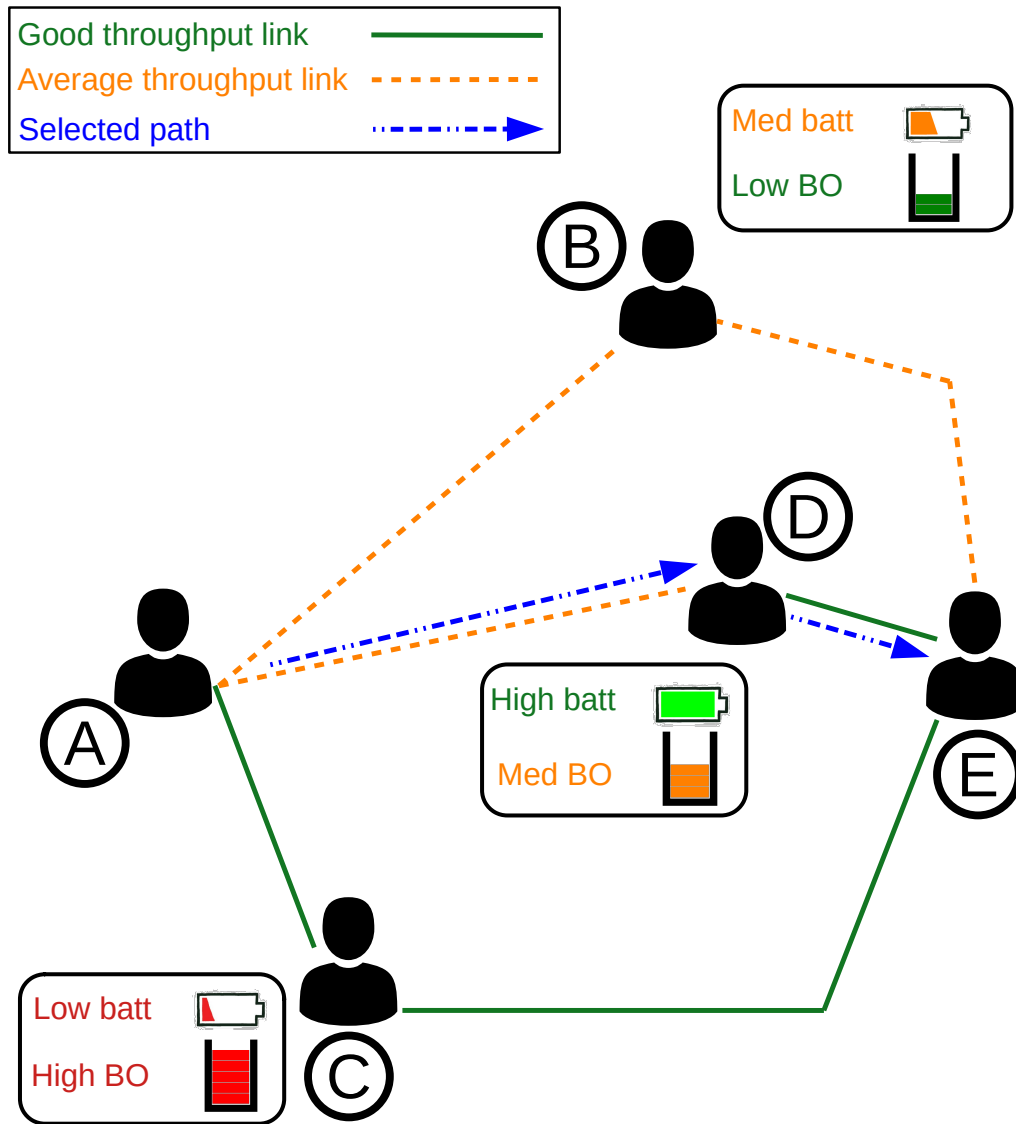 Good throughput link
Average throughput link
Selected path
Med batt
Low BO
B
D
A
High batt
Med BO
E
Low batt
High BO
C